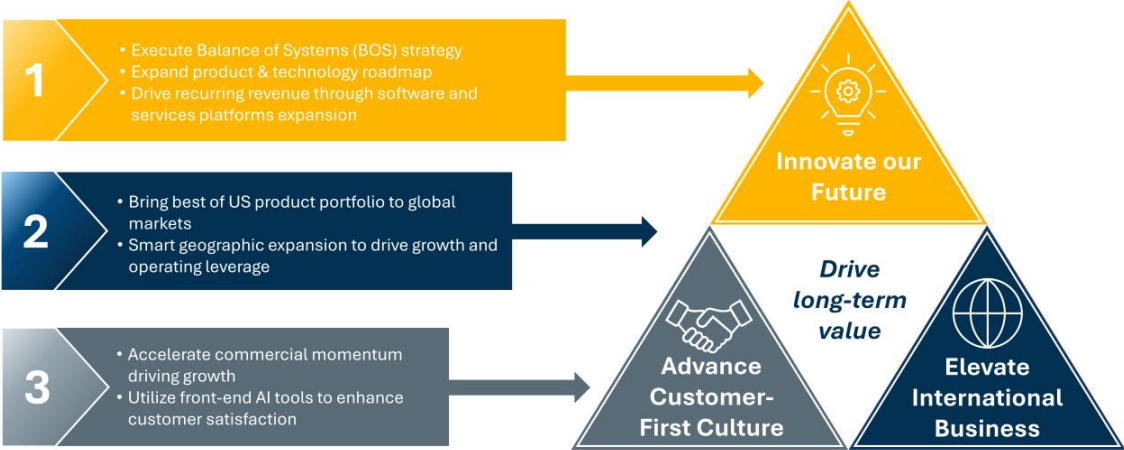 1
• Execute Balance of Systems (BOS) strategy
• Expand product & technology roadmap
• Drive recurring revenue through software and
services platforms expansion
2
• Bring best of US product portfolio to global
markets
• Smart geographic expansion to drive growth and
operating leverage
3
• Accelerate commercial momentum
driving growth
• Utilize front-end AI tools to enhance
customer satisfaction
Innovate our
Future
Drive
long-term
value
Advance
Customer-
First Culture
Elevate
International
Business